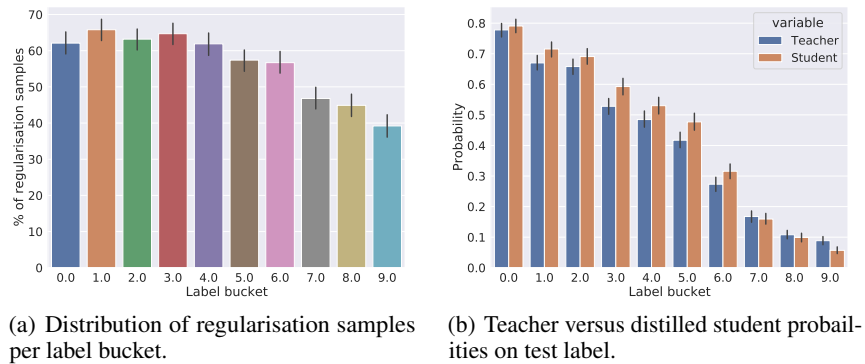 70
60
50
40
30
20
10
0
% of regularisation samples
0.0 1.0 2.0 3.0 4.0 5.0 6.0 7.0 8.0 9.0
Label bucket
(a) Distribution of regularisation samples
per label bucket.
0.8
0.7
0.6
0.5
0.4
0.3
0.2
0.1
0.0
Probability
variable
Teacher
Student
0.0 1.0 2.0 3.0 4.0 5.0 6.0 7.0 8.0 9.0
Label bucket
(b) Teacher versus distilled student probail-
ities on test label.